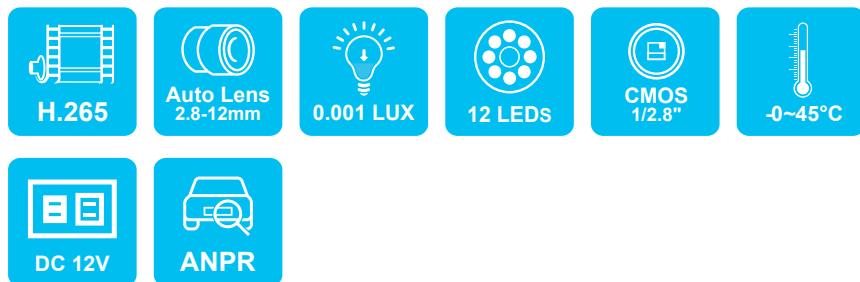 H.265
Auto Lens
2.8-12mm
0.001 LUX
12 LEDs
CMOS
1/2.8"
-0~45°C
DC 12V
ANPR